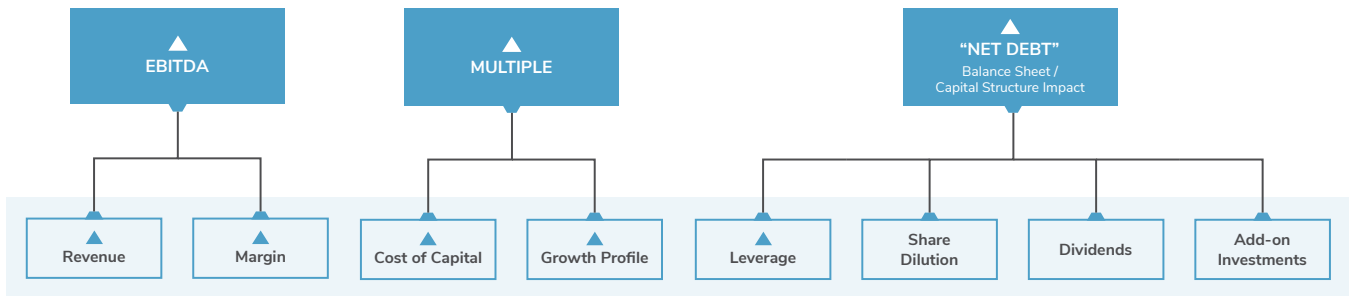 EBITDA
MULTIPLE
“NET DEBT”
Balance Sheet /
Capital Structure Impact
Revenue
Margin
Cost of Capital
Growth Profile
Leverage
Share
Dilution
Dividends
Add-on
Investments